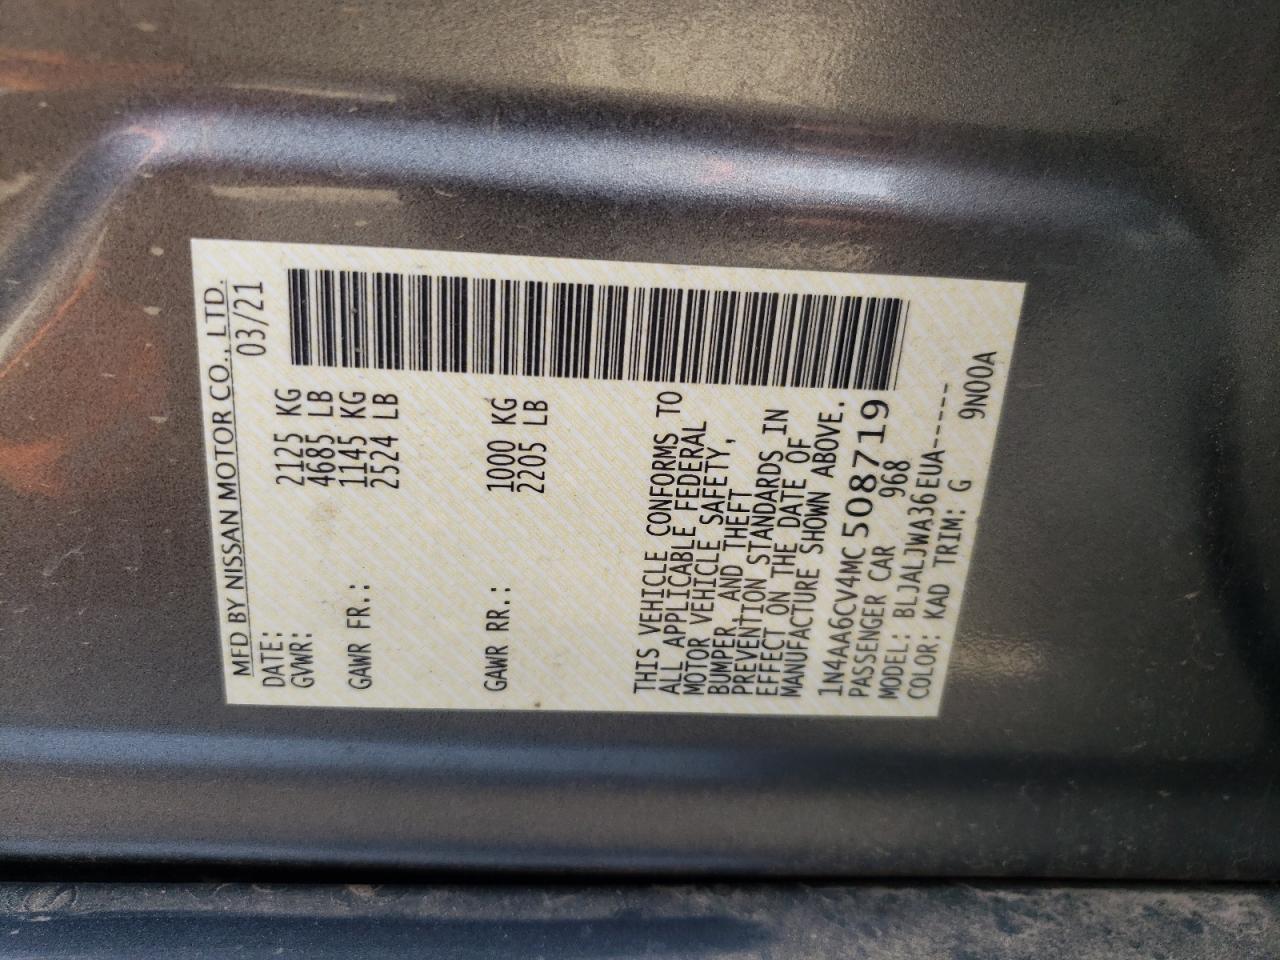 MFD BY NISSAN MOTOR CO., LTD.
DATE: 03/21
GVWR: 2125 KG
4685 LB
GAWR FR.: 1145 KG
2524 LB
GAWR RR.: 1000 KG
2205 LB
THIS VEHICLE CONFORMS TO
ALL APPLICABLE FEDERAL
MOTOR VEHICLE SAFETY,
BUMPER, AND THEFT
PREVENTION STANDARDS IN
EFFECT ON THE DATE OF
MANUFACTURE SHOWN ABOVE.
1N4AA6CV4MC508719
PASSENGER CAR 968
MODEL: BLJALJWA36EUA-----
COLOR: KAD TRIM: G 9N00A